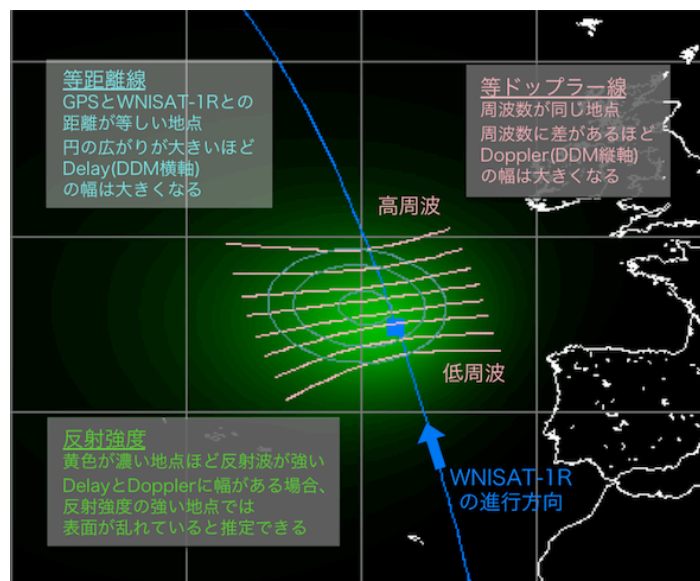 等距離線
GPSとWNISAT-1Rとの
距離が等しい地点
円の広がりが大きいほど
Delay(DDM横軸)
の幅は大きくなる
等ドップラー線
周波数が同じ地点
周波数に差があるほど
Doppler(DDM縦軸)
の幅は大きくなる
高周波
低周波
反射強度
黄色が濃い地点ほど反射波が強い
DelayとDopplerに幅がある場合、
反射強度の強い地点では
表面が乱れていると推定できる
WNISAT-1R
の進行方向